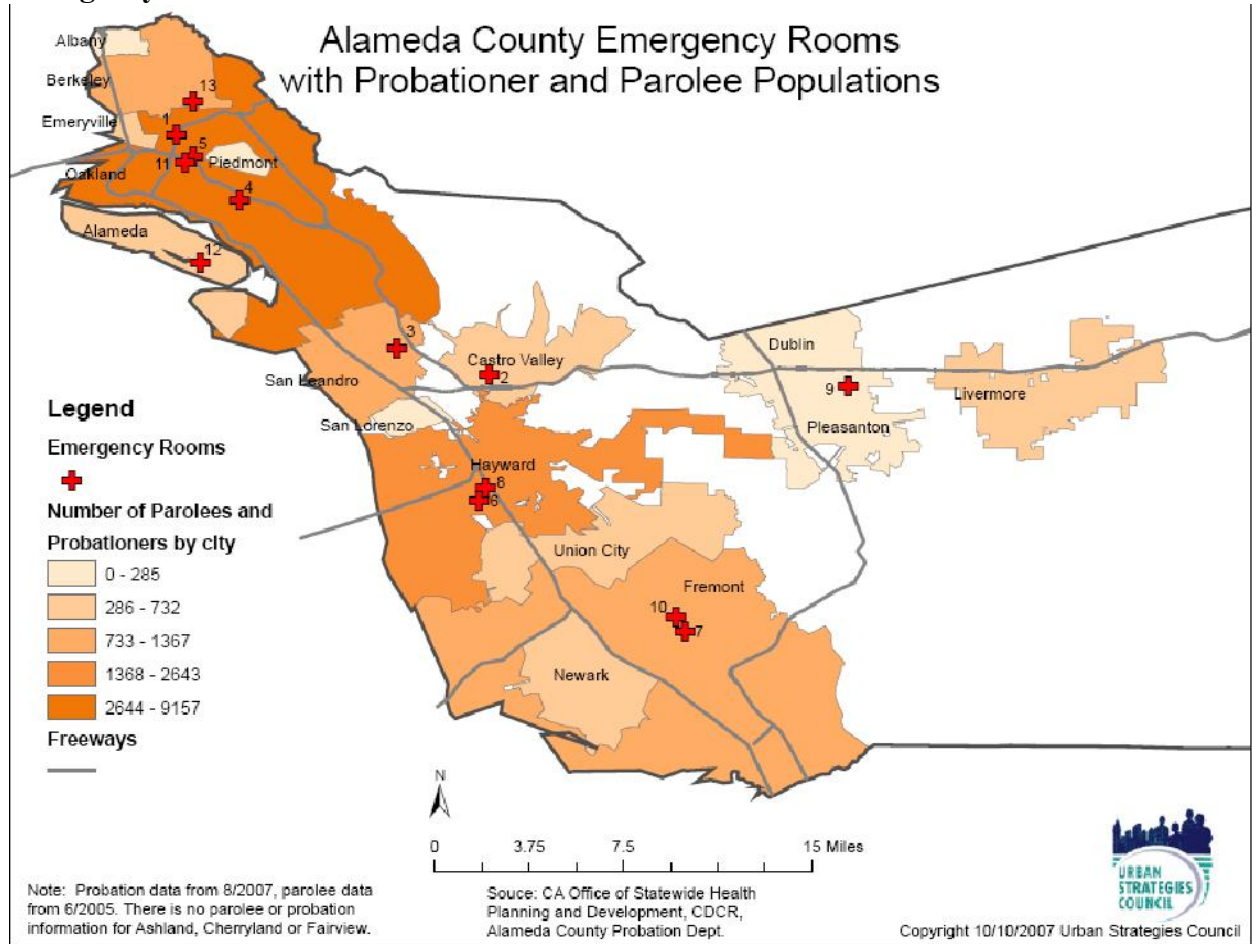 Alameda County Emergency Rooms
with Probationer and Parolee Populations
Albany
Berkeley
13
Emeryville
1
5
11
Piedmont
Oakland
4
Alameda
12
3
Castro Valley
2
Dublin
9
Livermore
San Leandro
Pleasanton
San Lorenzo
Hayward
8
6
Union City
Fremont
10
7
Newark
Legend
Emergency Rooms
Number of Parolees and
Probationers by city
0 - 285
286 - 732
733 - 1367
1368 - 2643
2644 - 9157
Freeways
N
0 3.75 7.5 15 Miles
Note: Probation data from 8/2007, parolee data
from 6/2005. There is no parolee or probation
information for Ashland, Cherryland or Fairview.
Souce: CA Office of Statewide Health
Planning and Development, CDCR,
Alameda County Probation Dept.
URBAN
STRATEGIES
COUNCIL
Copyright 10/10/2007 Urban Strategies Council